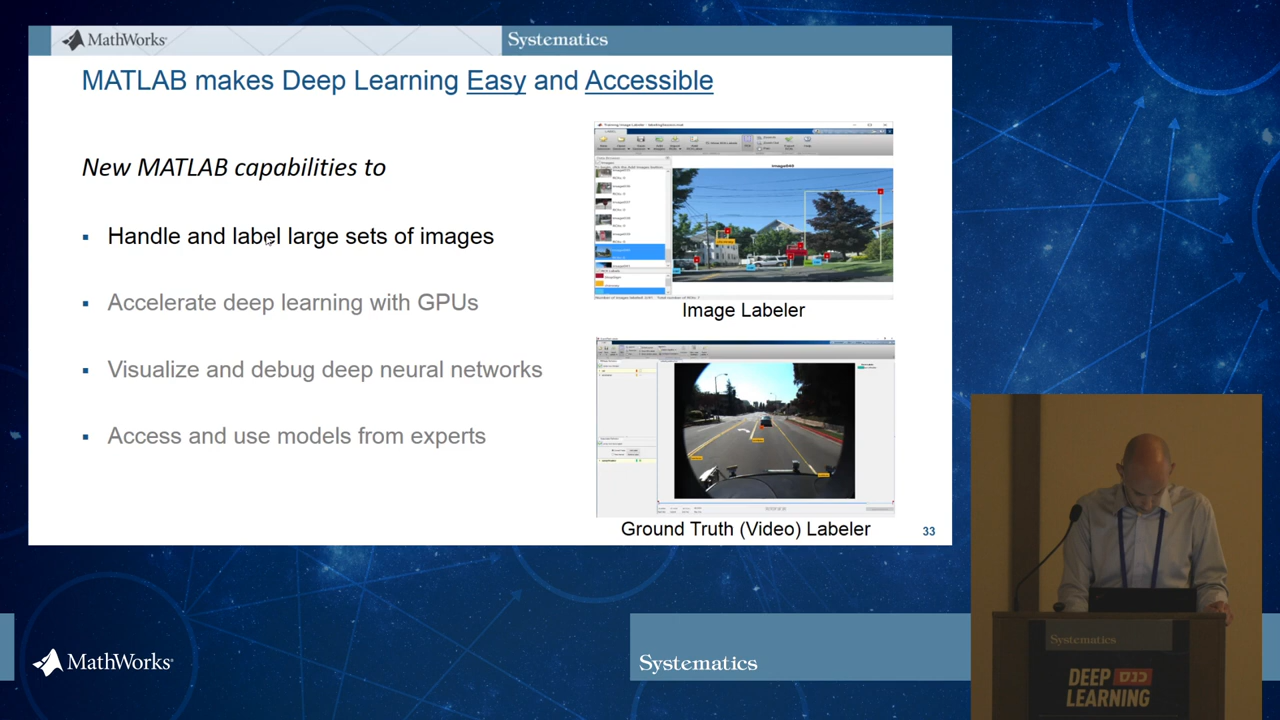 MathWorks®
Systematics
MATLAB makes Deep Learning Easy and Accessible
New MATLAB capabilities to
▪ Handle and label large sets of images
▪ Accelerate deep learning with GPUs
▪ Visualize and debug deep neural networks
▪ Access and use models from experts
Image Labeler
Ground Truth (Video) Labeler
33
MathWorks®
Systematics
Systematics
DEEP כנס
LEARNING